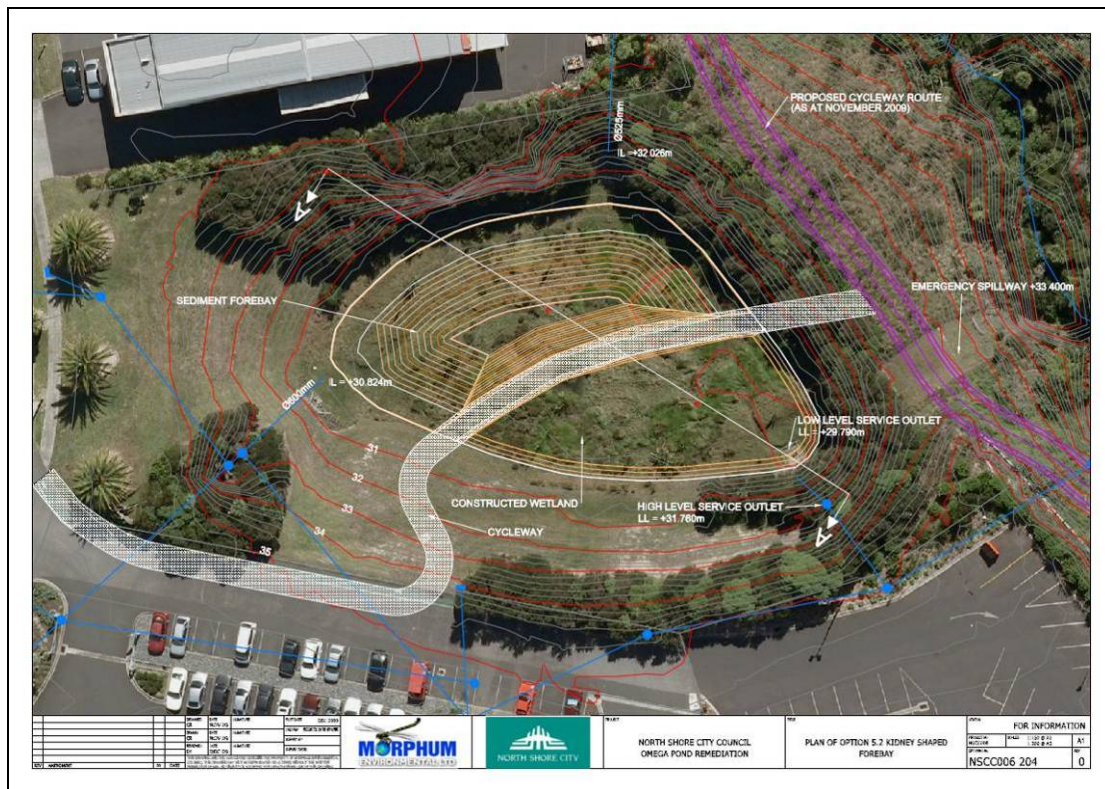 PROPOSED CYCLEWAY ROUTE
(AS AT NOVEMBER 2009)
Ø525mm
IL =+32.026m
A
SEDIMENT FOREBAY
EMERGENCY SPILLWAY +33.400m
IL = +30.824m
Ø600mm
LOW LEVEL SERVICE OUTLET
LL = +29.790m
31
32
CONSTRUCTED WETLAND
HIGH LEVEL SERVICE OUTLET
LL = +31.760m
33
CYCLEWAY
34
A
35
MORPHUM
ENVIRONMENTAL LTD
NORTH SHORE CITY
NORTH SHORE CITY COUNCIL
OMEGA POND REMEDIATION
PLAN OF OPTION 5.2 KIDNEY SHAPED
FOREBAY
FOR INFORMATION
A1
NSCC006 204
0